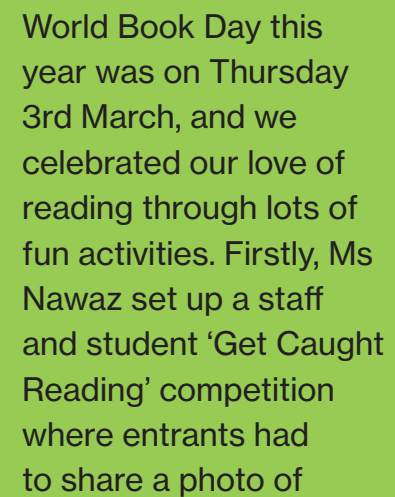 World Book Day this
year was on Thursday
3rd March, and we
celebrated our love of
reading through lots of
fun activities. Firstly, Ms
Nawaz set up a staff
and student ‘Get Caught
Reading’ competition
where entrants had
to share a photo of